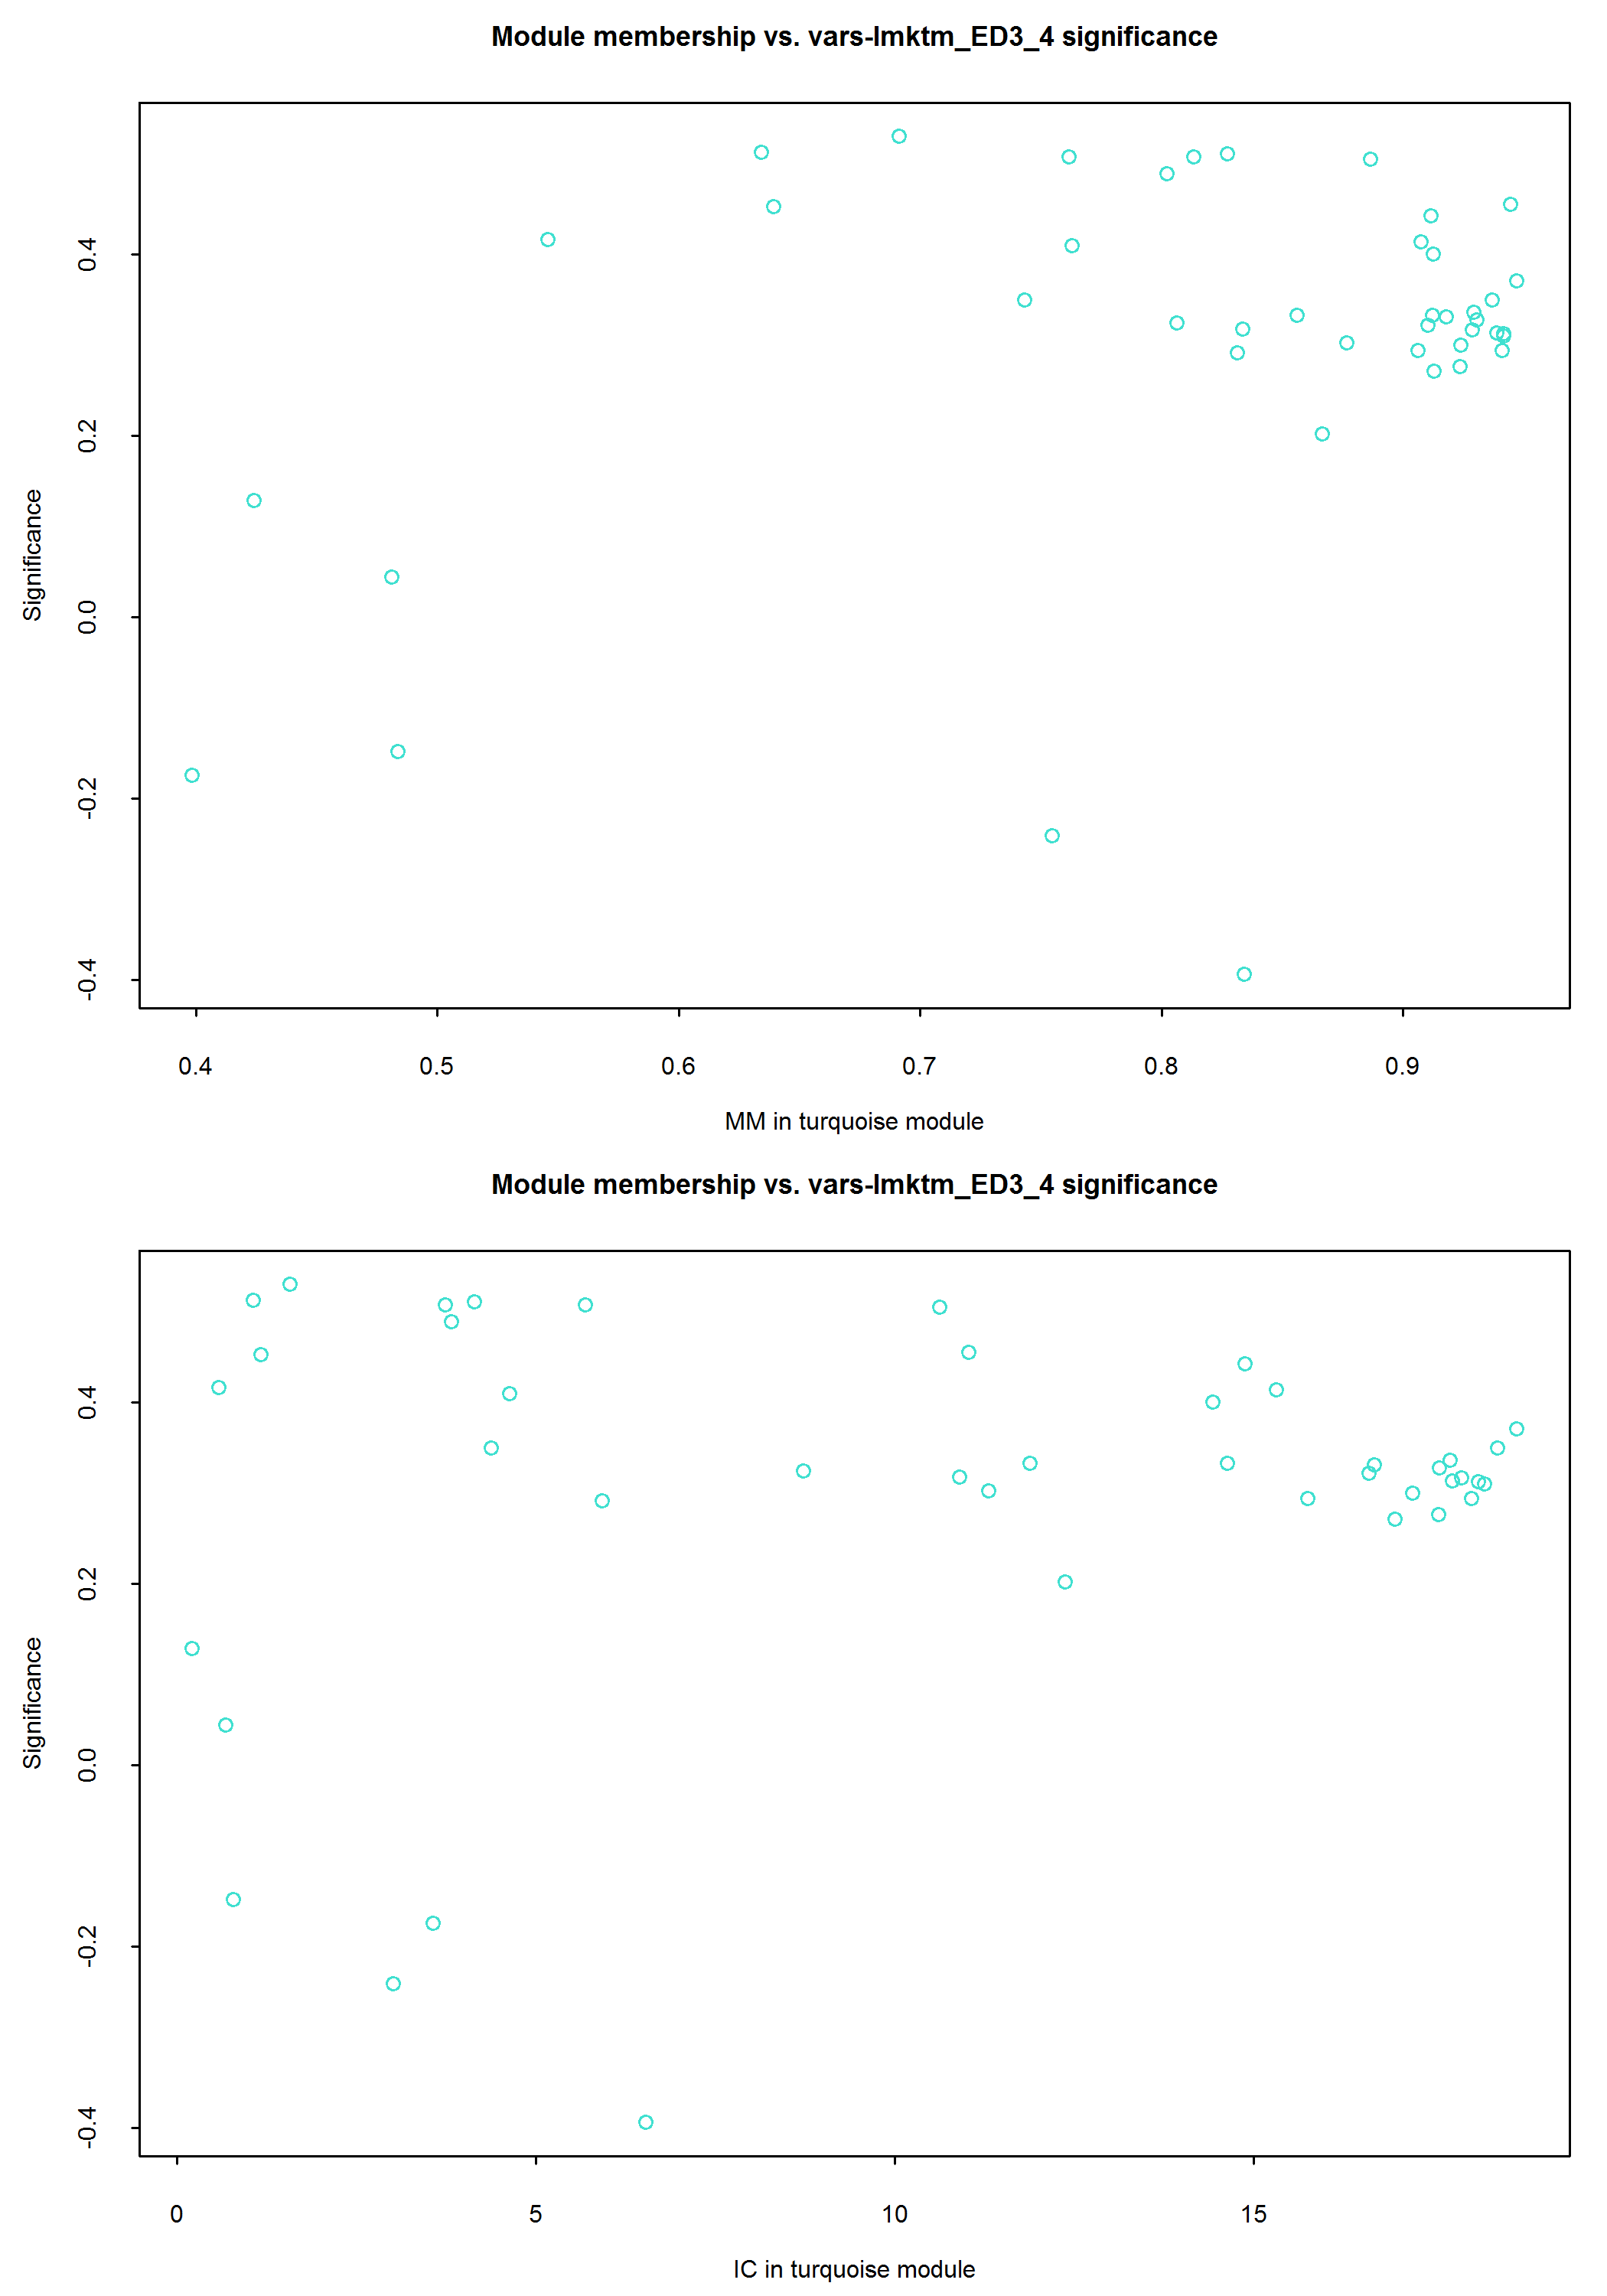 Module membership vs. vars-lmktm_ED3_4 significance
0.4
0.2
0.0
-0.2
-0.4
Significance
0.4 0.5 0.6 0.7 0.8 0.9
MM in turquoise module
Module membership vs. vars-lmktm_ED3_4 significance
0.4
0.2
0.0
-0.2
-0.4
Significance
0 5 10 15
IC in turquoise module